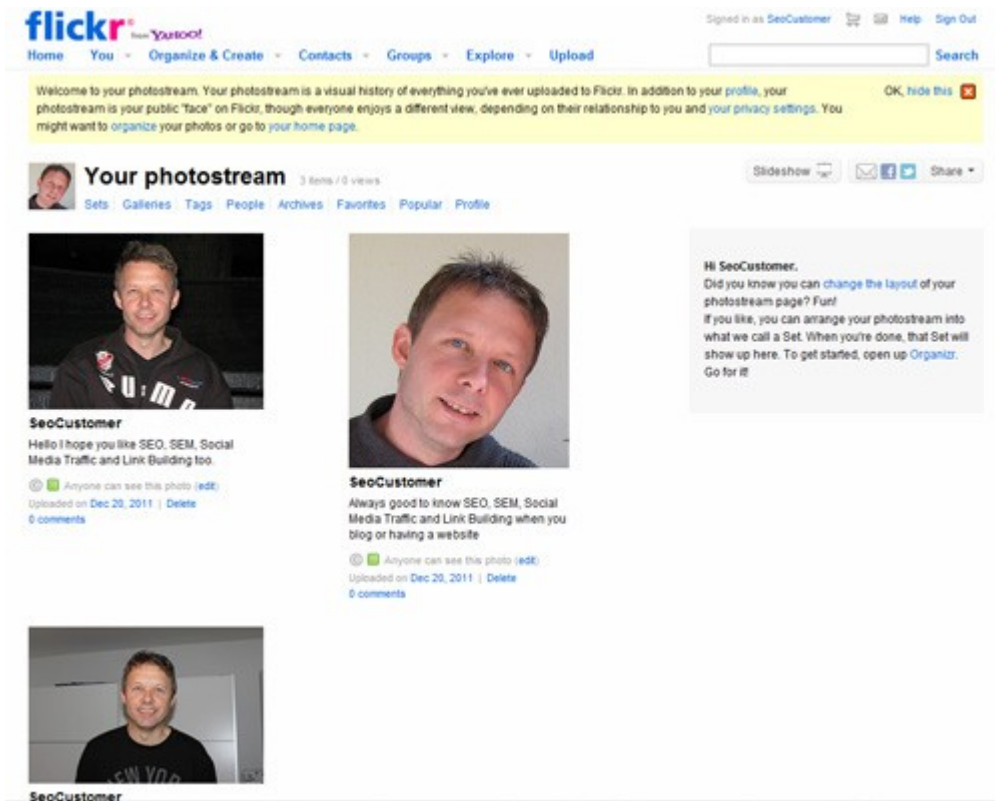 flickr from YAHOO!
Signed in as SeoCustomer Help Sign Out
Home You Organize & Create Contacts Groups Explore Upload Search
Welcome to your photostream. Your photostream is a visual history of everything you've ever uploaded to Flickr. In addition to your profile, your
photostream is your public "face" on Flickr, though everyone enjoys a different view, depending on their relationship to you and your privacy settings. You
might want to organize your photos or go to your home page.
OK, hide this
Your photostream 3 items / 0 views
Slideshow Share
Sets Galleries Tags People Archives Favorites Popular Profile
PUMA
SeoCustomer
Hello I hope you like SEO, SEM, Social
Media Traffic and Link Building too.
© Anyone can see this photo (edit)
Uploaded on Dec 20, 2011 | Delete
0 comments
SeoCustomer
Always good to know SEO, SEM, Social
Media Traffic and Link Building when you
blog or having a website
© Anyone can see this photo (edit)
Uploaded on Dec 20, 2011 | Delete
0 comments
Hi SeoCustomer.
Did you know you can change the layout of your
photostream page? Fun!
If you like, you can arrange your photostream into
what we call a Set. When you're done, that Set will
show up here. To get started, open up Organizr.
Go for it!
NEW YOR
SeoCustomer